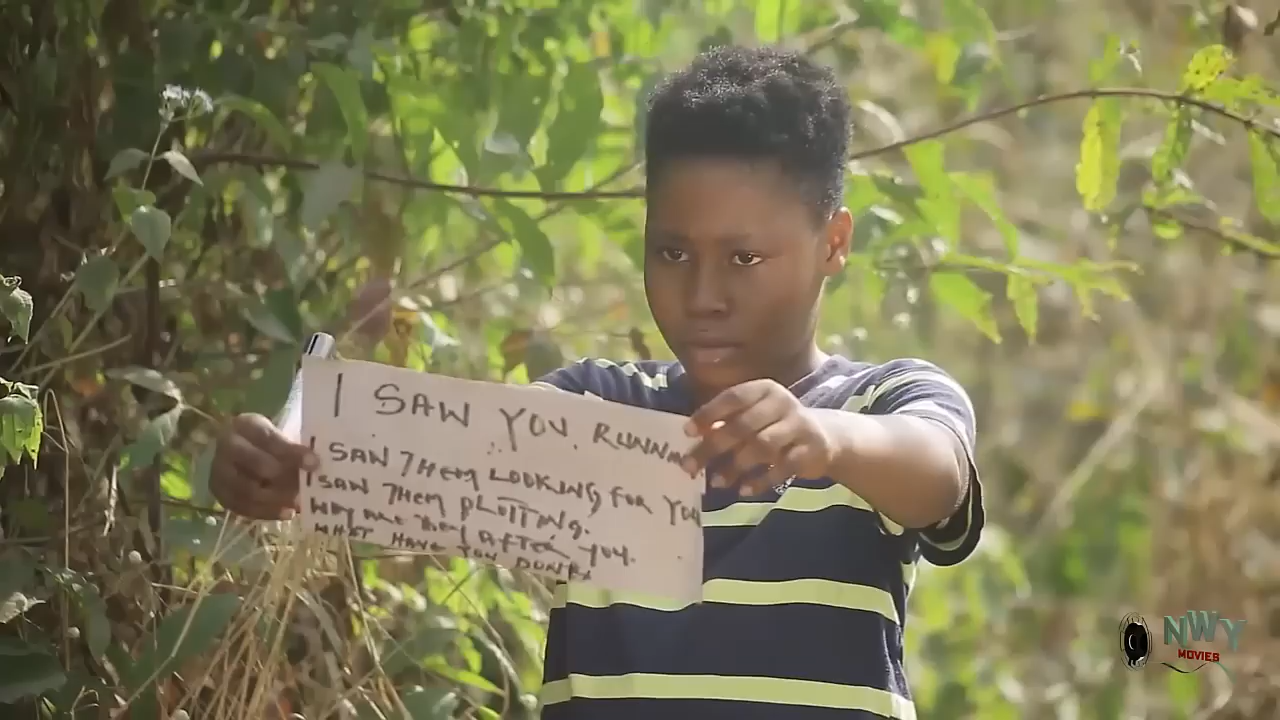 I SAW YOU. RUNNIN
I SAW THEM LOOKING FOR YOU
I SAW THEM PLOTTING.
WHY ARE THEY AFTER YOU.
WHAT HAVE YOU DONE?
NWY
MOVIES